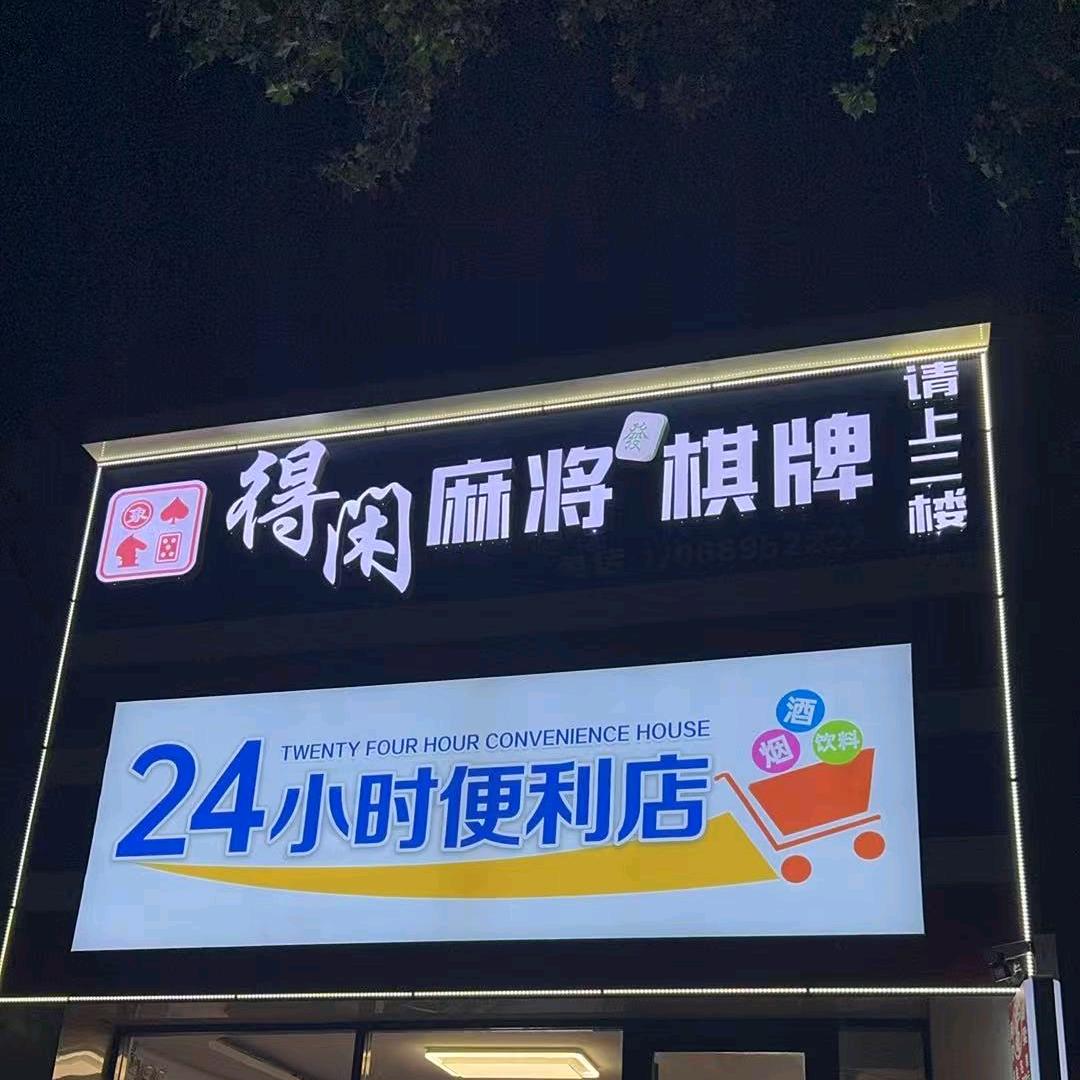 得闲麻将 發 棋牌
请上二楼
TWENTY FOUR HOUR CONVENIENCE HOUSE
24小时便利店
酒
烟
饮料